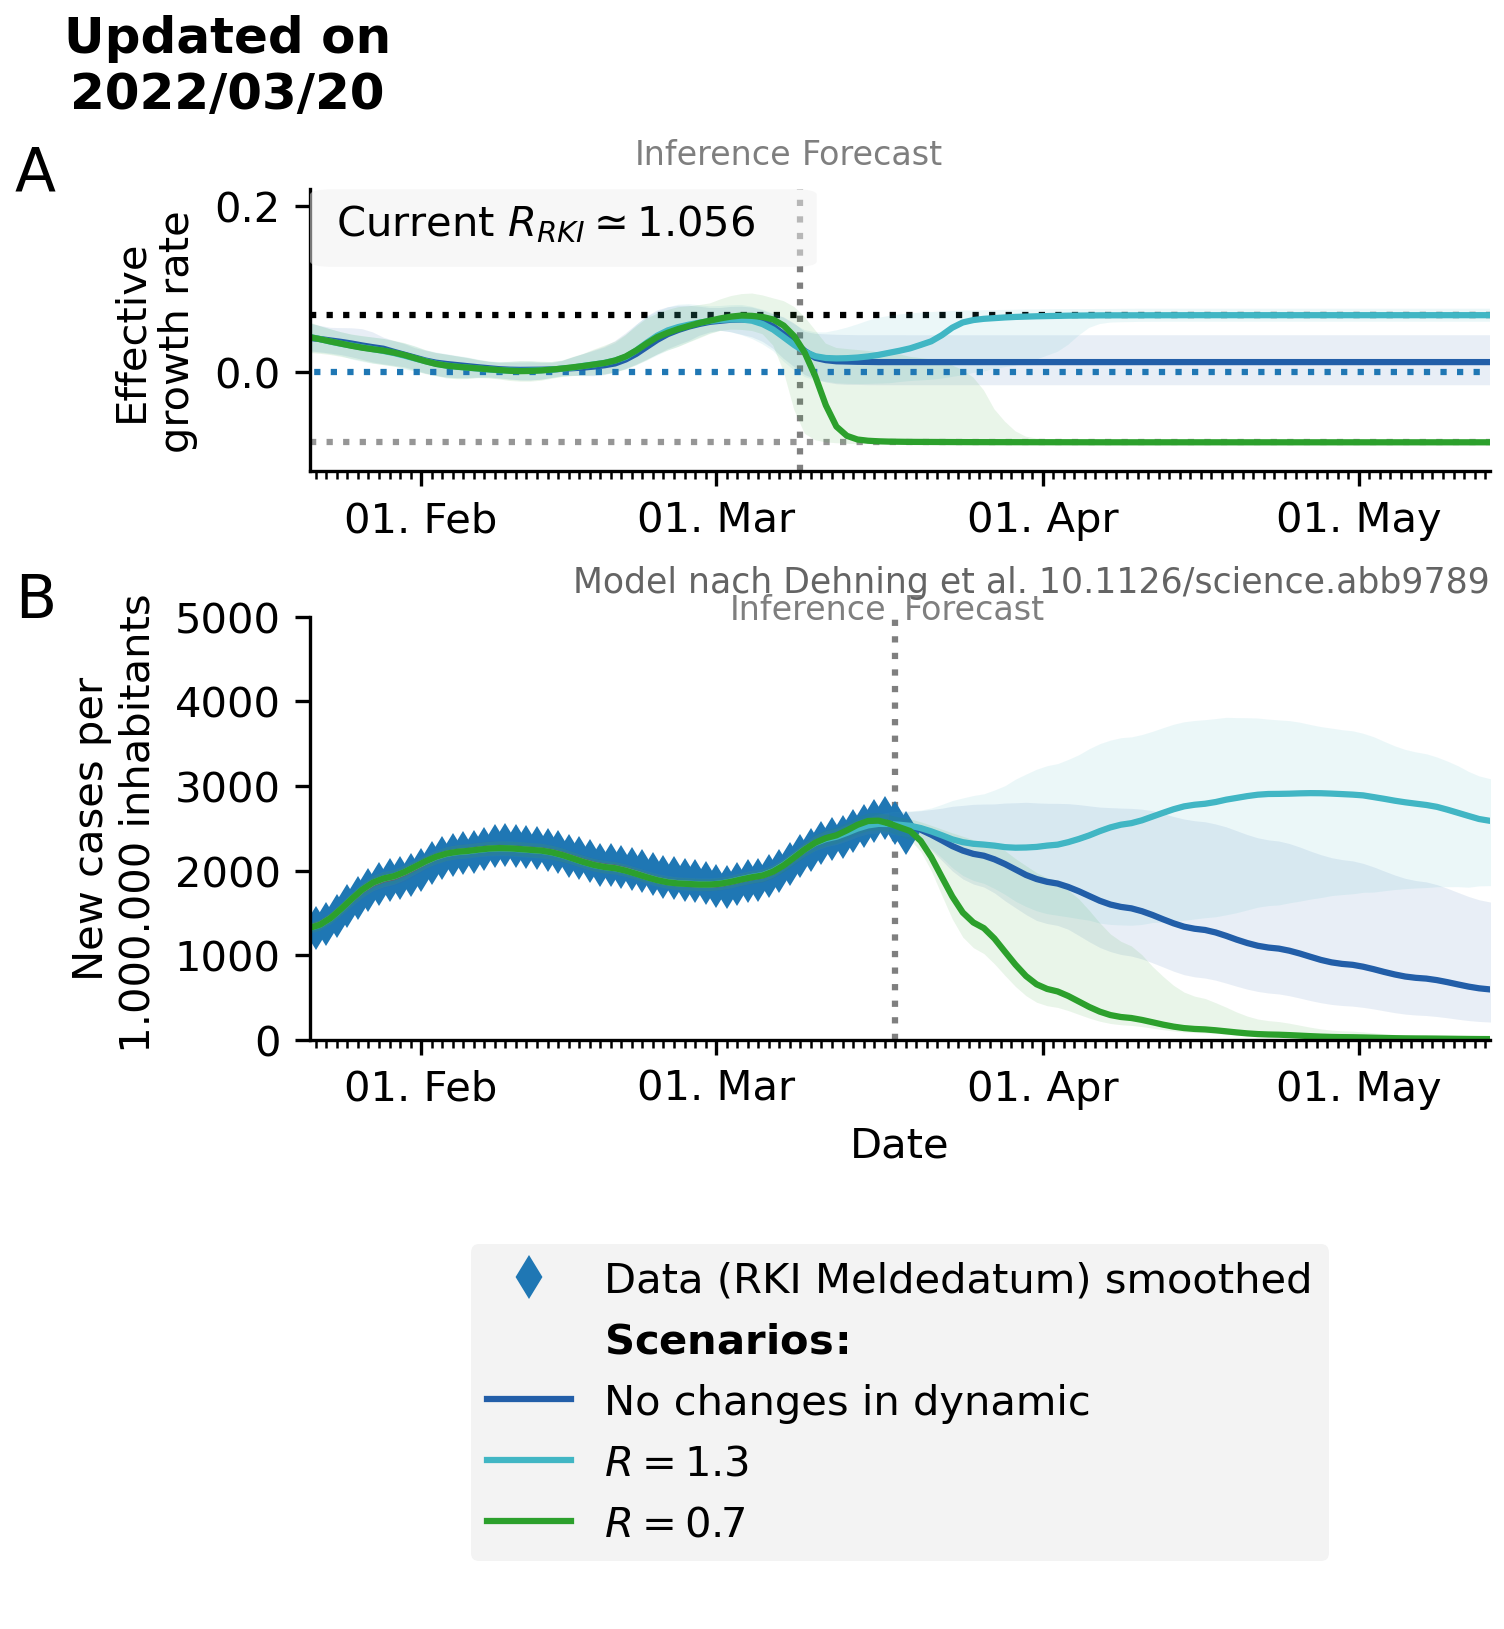 Updated on
2022/03/20
A
Inference Forecast
Current R_RKI ≃ 1.056
Effective
growth rate
0.2
0.0
01. Feb 01. Mar 01. Apr 01. May
B
Model nach Dehning et al. 10.1126/science.abb9789
Inference Forecast
New cases per
1.000.000 inhabitants
5000
4000
3000
2000
1000
0
01. Feb 01. Mar 01. Apr 01. May
Date
Data (RKI Meldedatum) smoothed
Scenarios:
No changes in dynamic
R = 1.3
R = 0.7